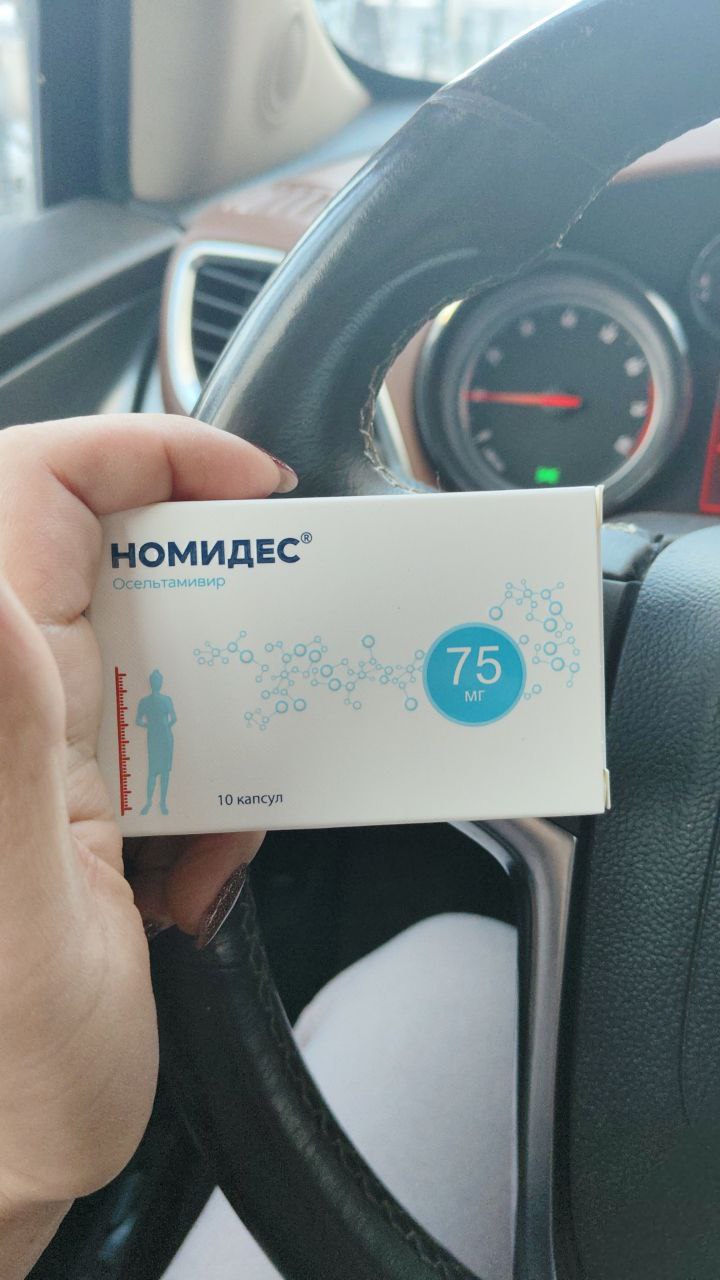 НОМИДЕС®
Осельтамивир
75
мг
10 капсул